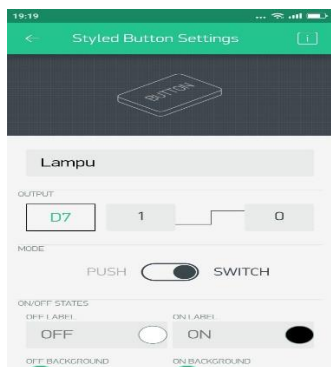 19:19
Styled Button Settings
BUTTON
Lampu
OUTPUT
D7 1 0
MODE
PUSH SWITCH
ON/OFF STATES
OFF LABEL ON LABEL
OFF ON
OFF BACKGROUND ON BACKGROUND